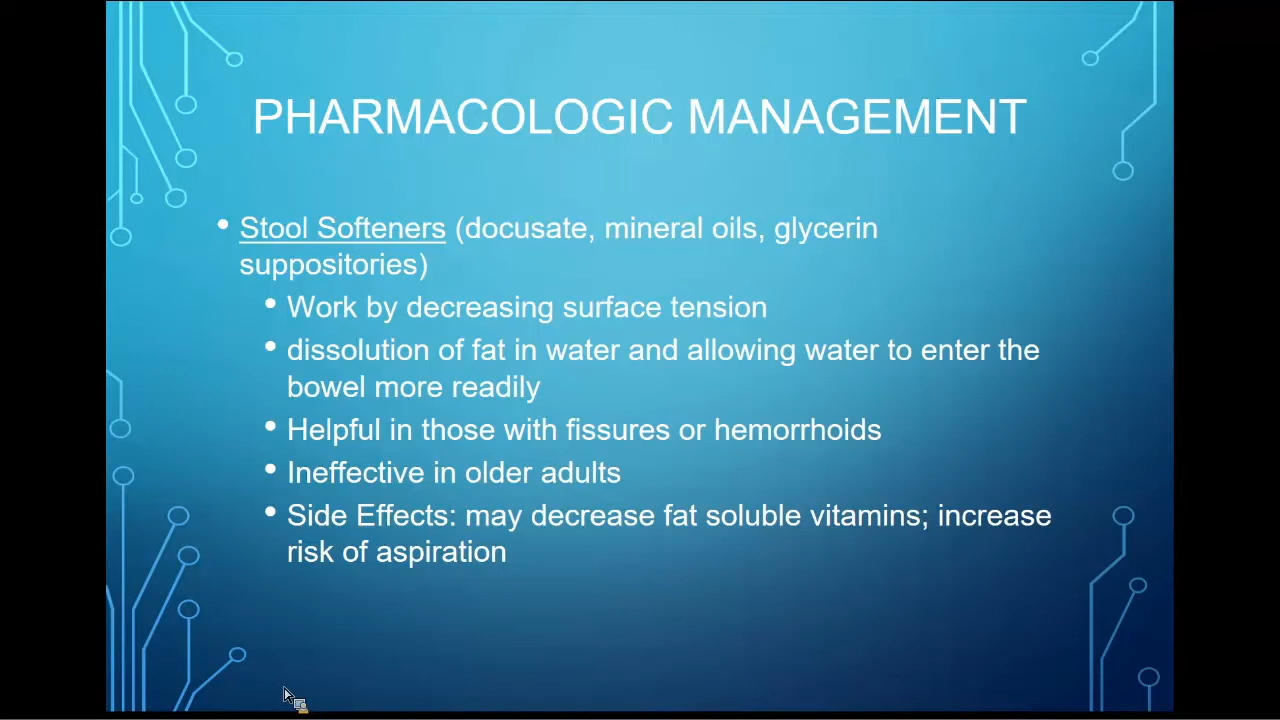 PHARMACOLOGIC MANAGEMENT
• Stool Softeners (docusate, mineral oils, glycerin
suppositories)
• Work by decreasing surface tension
• dissolution of fat in water and allowing water to enter the
bowel more readily
• Helpful in those with fissures or hemorrhoids
• Ineffective in older adults
• Side Effects: may decrease fat soluble vitamins; increase
risk of aspiration